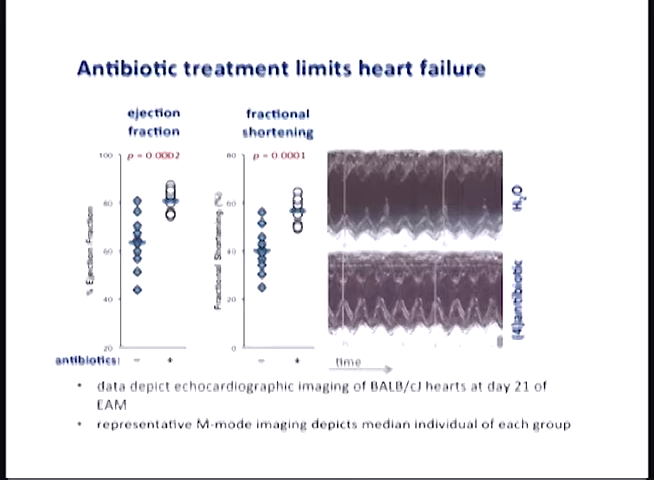 Antibiotic treatment limits heart failure
ejection
fraction
fractional
shortening
p = 0.0002
p = 0.0001
100
80
60
40
20
80
60
40
20
0
% Ejection Fraction
Fractional Shortening (%)
H₂O
[4]antibiotic
antibiotics: - + - +
time
• data depict echocardiographic imaging of BALB/cJ hearts at day 21 of
EAM
• representative M-mode imaging depicts median individual of each group